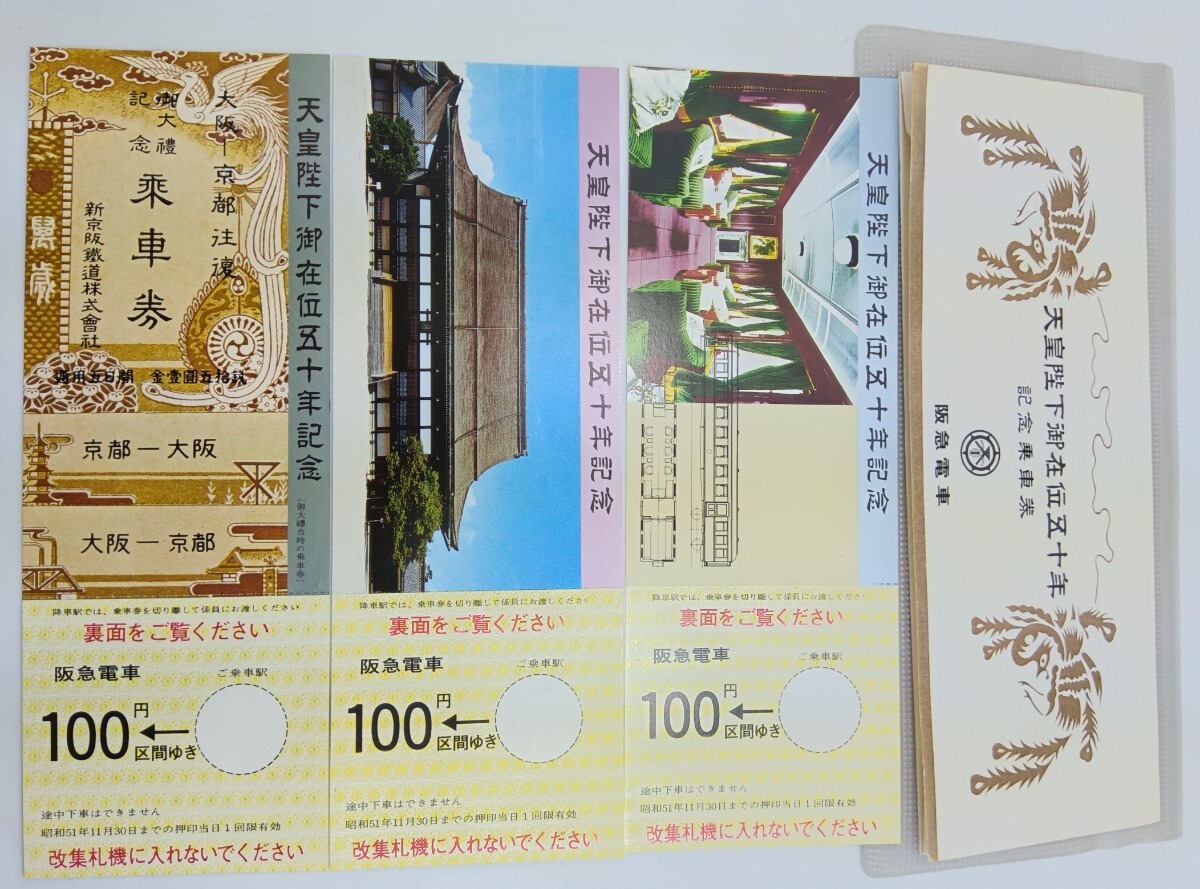 大阪―京都往復
御大禮
記念
乗車券
新京阪鐵道株式會社
萬歳
通用五日間 金壹圓五拾銭
京都―大阪
大阪―京都
天皇陛下御在位五十年記念
(御大禮当時の乗車券)
降車駅では、乗車券を切り離して係員にお渡しください
裏面をご覧ください
阪急電車
ご乗車駅
100円
区間ゆき
途中下車はできません
昭和51年11月30日までの押印当日1回限有効
改集札機に入れないでください
天皇陛下御在位五十年記念
降車駅では、乗車券を切り離して係員にお渡しください
裏面をご覧ください
阪急電車
ご乗車駅
100円
区間ゆき
途中下車はできません
昭和51年11月30日までの押印当日1回限有効
改集札機に入れないでください
天皇陛下御在位五十年記念
降車駅では、乗車券を切り離して係員にお渡しください
裏面をご覧ください
阪急電車
ご乗車駅
100円
区間ゆき
途中下車はできません
昭和51年11月30日までの押印当日1回限有効
改集札機に入れないでください
天皇陛下御在位五十年
記念乗車券
阪急電車